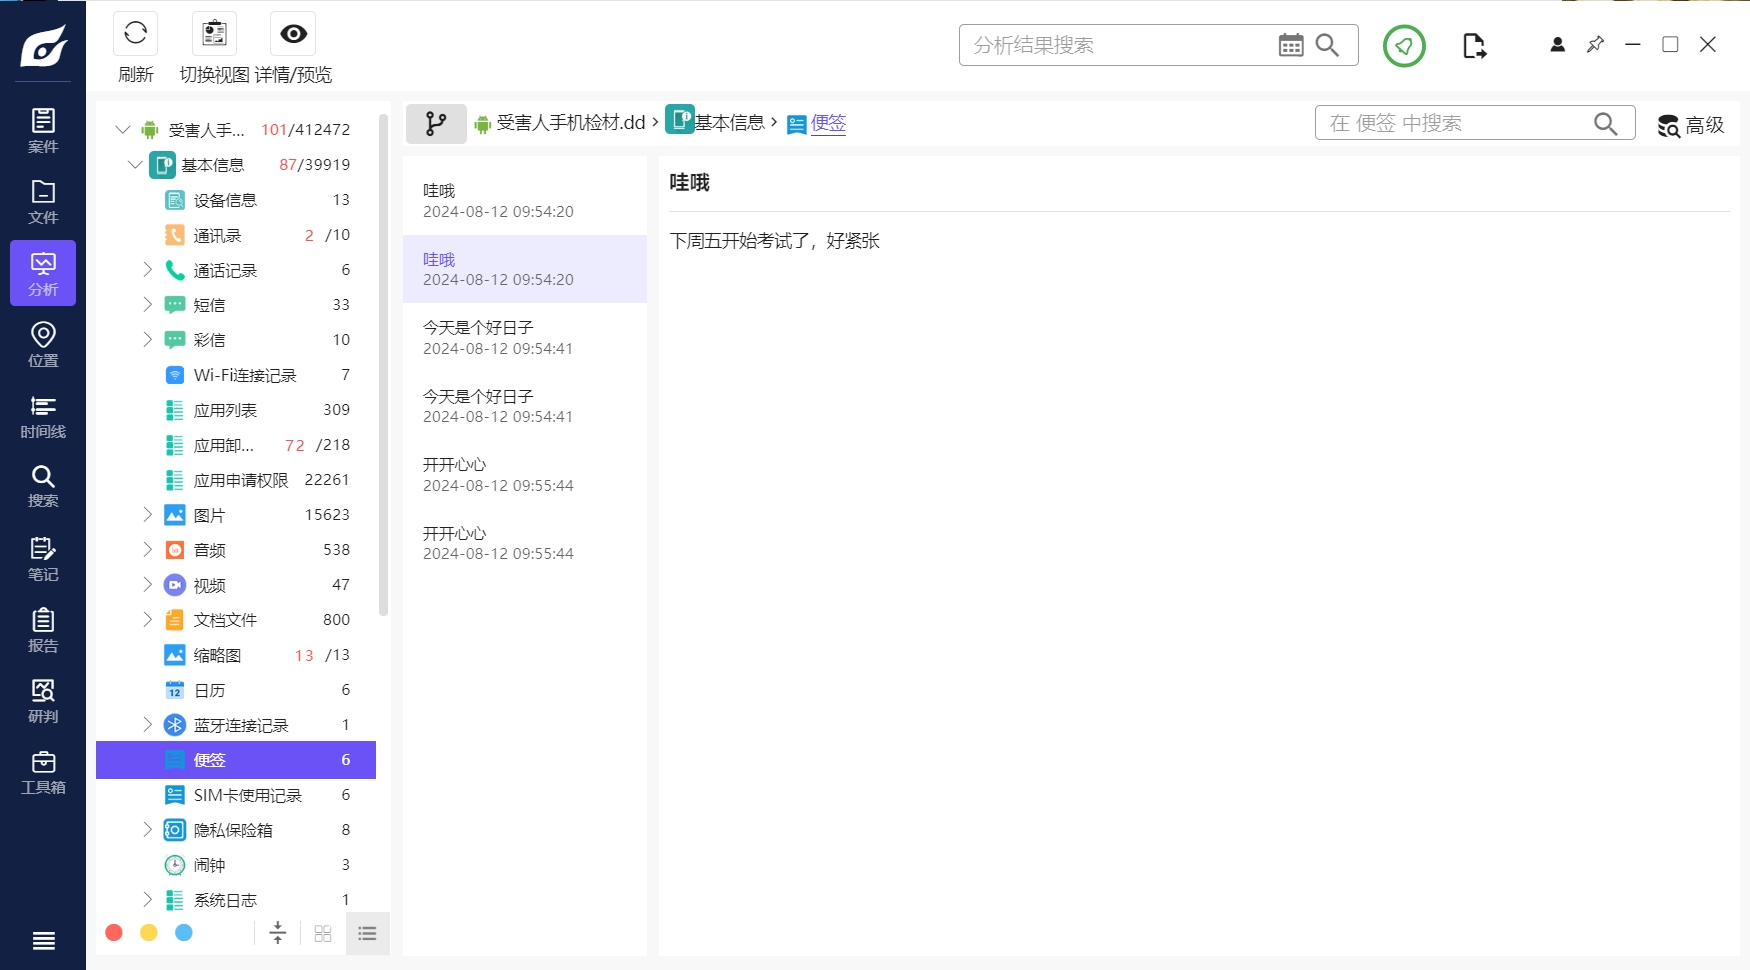 刷新
切换视图
详情/预览
分析结果搜索
案件
文件
分析
位置
时间线
搜索
笔记
报告
研判
工具箱
受害人手... 101/412472
基本信息 87/39919
设备信息 13
通讯录 2 /10
通话记录 6
短信 33
彩信 10
Wi-Fi连接记录 7
应用列表 309
应用卸... 72 /218
应用申请权限 22261
图片 15623
音频 538
视频 47
文档文件 800
缩略图 13 /13
12 日历 6
蓝牙连接记录 1
便签 6
SIM卡使用记录 6
隐私保险箱 8
闹钟 3
系统日志 1
受害人手机检材.dd › 基本信息 › 便签
在 便签 中搜索
高级
哇哦
2024-08-12 09:54:20
哇哦
2024-08-12 09:54:20
今天是个好日子
2024-08-12 09:54:41
今天是个好日子
2024-08-12 09:54:41
开开心心
2024-08-12 09:55:44
开开心心
2024-08-12 09:55:44
哇哦
下周五开始考试了，好紧张